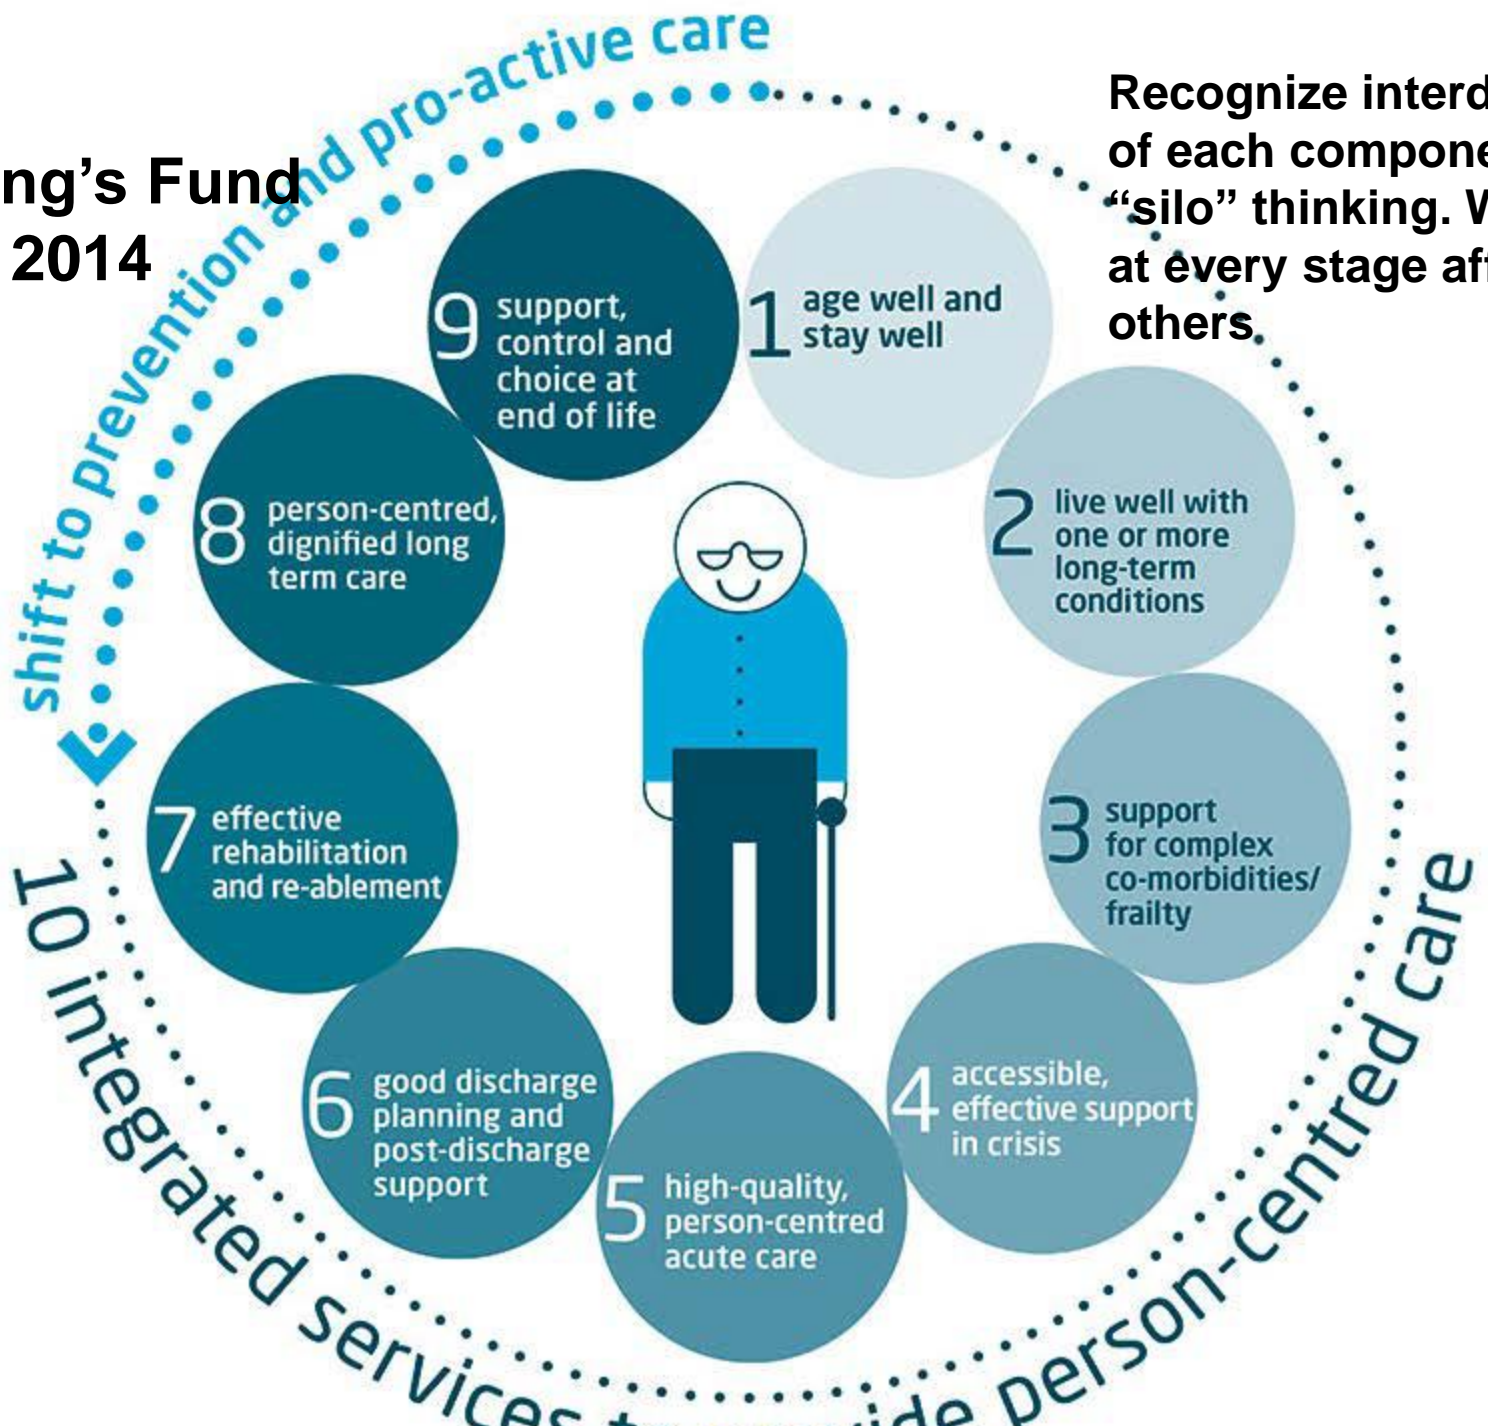 shift to prevention and pro-active care
ng’s Fund
2014
Recognize
of each
“silo” thinking. W
at every stage
others
1 age well and
stay well
2 live well with
one or more
long-term
conditions
3 support
for complex
co-morbidities/
frailty
4 accessible,
effective support
in crisis
5 high-quality,
person-centred
acute care
6 good discharge
planning and
post-discharge
support
7 effective
rehabilitation
and re-ablement
8 person-centred,
dignified long
term care
9 support,
control and
choice at
end of life
10 integrated services person-centred care